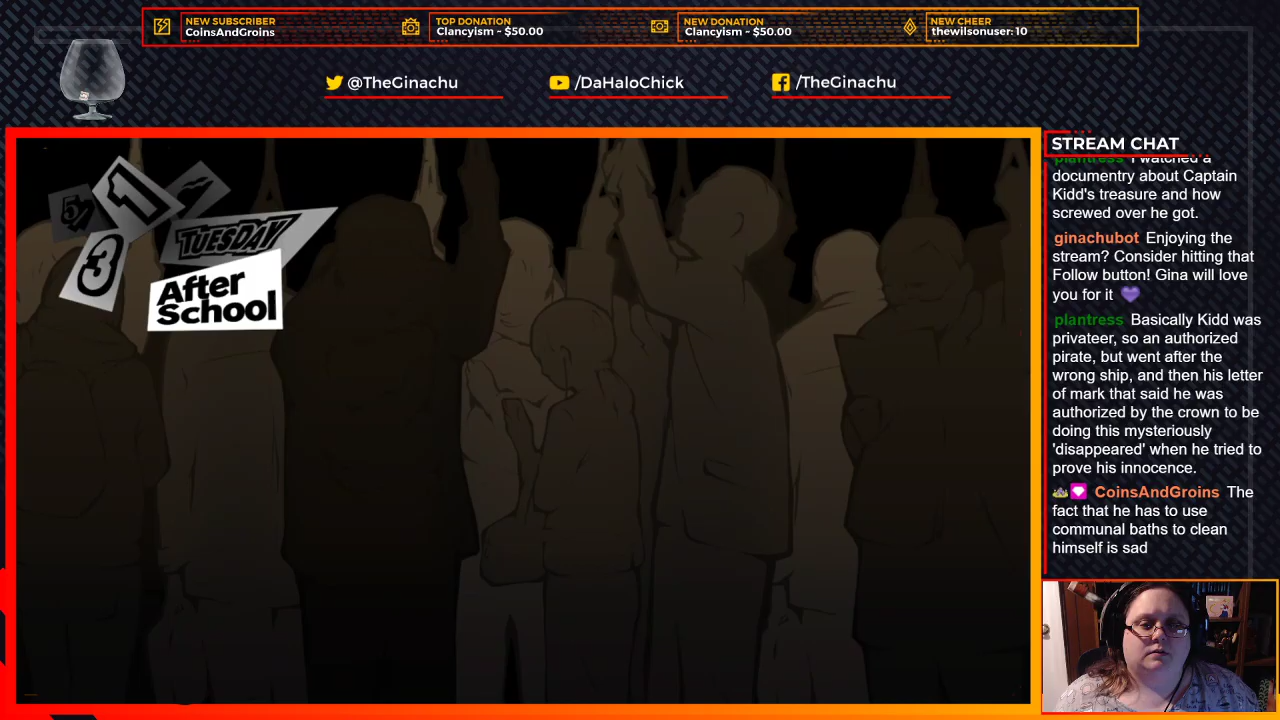 NEW SUBSCRIBER
CoinsAndGroins
TOP DONATION
Clancyism ~ $50.00
NEW DONATION
Clancyism ~ $50.00
NEW CHEER
thewilsonuser: 10
@TheGinachu
/DaHaloChick
/TheGinachu
5/
1
3
TUESDAY
After
School
STREAM CHAT
plantress I watched a
documentry about Captain
Kidd's treasure and how
screwed over he got.
ginachubot Enjoying the
stream? Consider hitting that
Follow button! Gina will love
you for it
plantress Basically Kidd was
privateer, so an authorized
pirate, but went after the
wrong ship, and then his letter
of mark that said he was
authorized by the crown to be
doing this mysteriously
'disappeared' when he tried to
prove his innocence.
CoinsAndGroins The
fact that he has to use
communal baths to clean
himself is sad